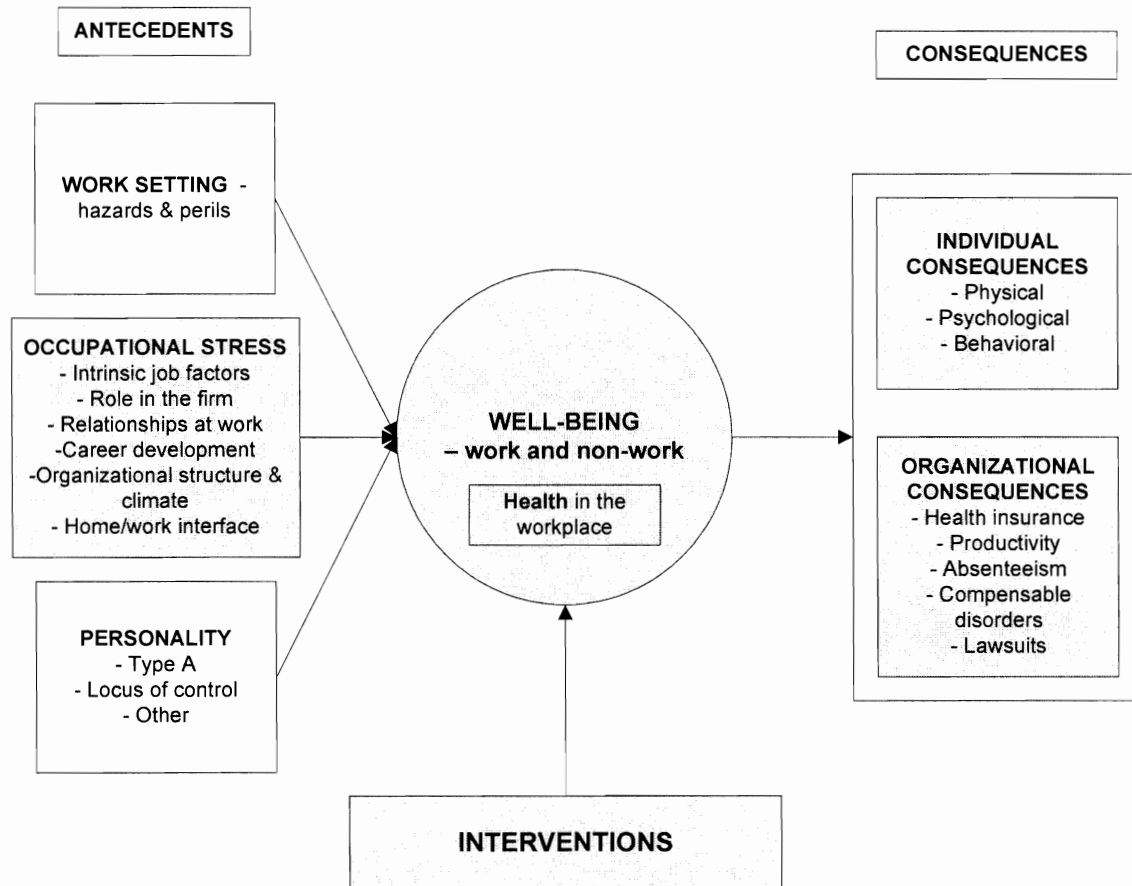 ANTECEDENTS
WORK SETTING -
hazards & perils
OCCUPATIONAL STRESS
- Intrinsic job factors
- Role in the firm
- Relationships at work
-Career development
-Organizational structure &
climate
- Home/work interface
PERSONALITY
- Type A
- Locus of control
- Other
WELL-BEING
– work and non-work
Health in the
workplace
INTERVENTIONS
CONSEQUENCES
INDIVIDUAL
CONSEQUENCES
- Physical
- Psychological
- Behavioral
ORGANIZATIONAL
CONSEQUENCES
- Health insurance
- Productivity
- Absenteeism
- Compensable
disorders
- Lawsuits